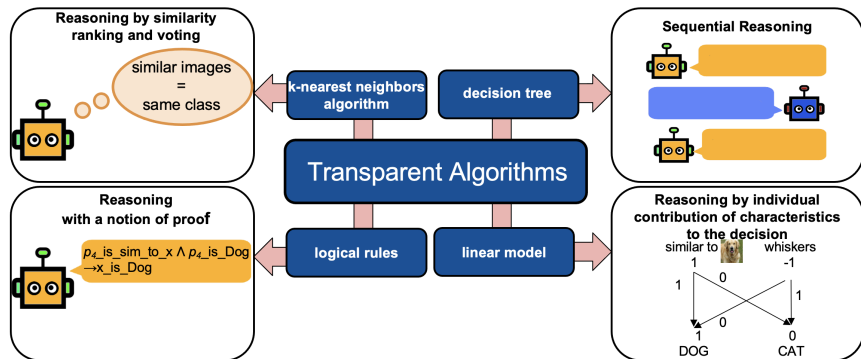 Reasoning by similarity
ranking and voting
similar images
=
same class
k-nearest neighbors
algorithm
decision tree
Sequential Reasoning
Transparent Algorithms
Reasoning
with a notion of proof
p₄_is_sim_to_x Λ p₄_is_Dog
→x_is_Dog
logical rules
linear model
Reasoning by individual
contribution of characteristics
to the decision
similar to whiskers
1 0 -1
1 1
0
1 0
DOG CAT